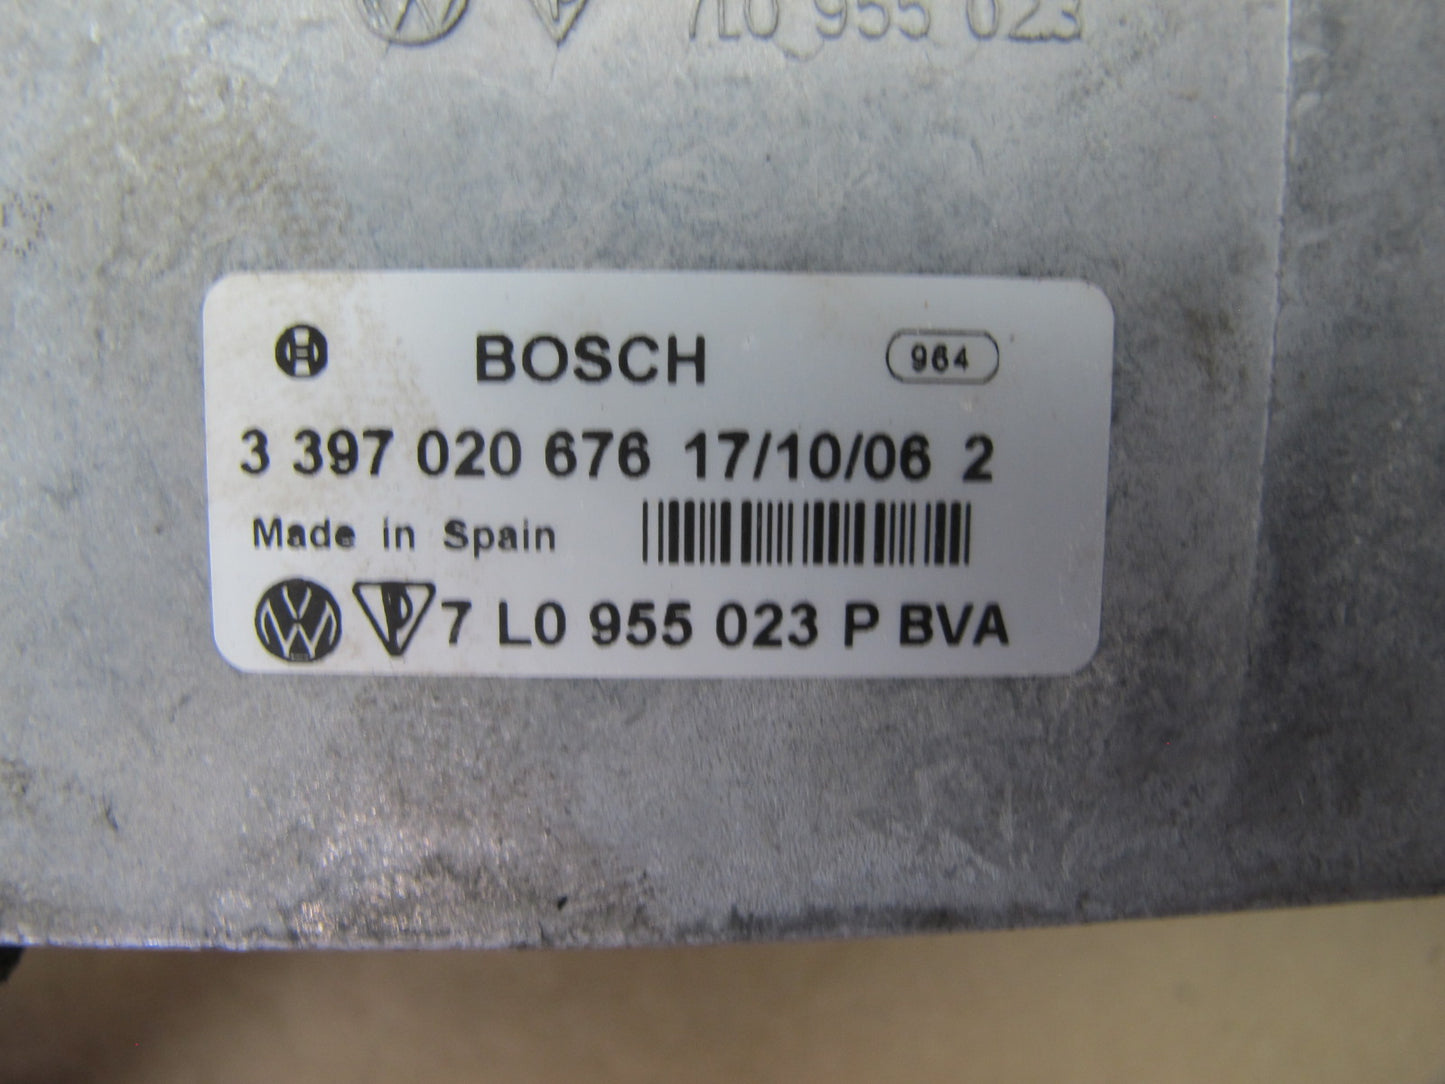 7L0 955 023
BOSCH 964
3 397 020 676 17/10/06 2
Made in Spain
7 L0 955 023 P BVA